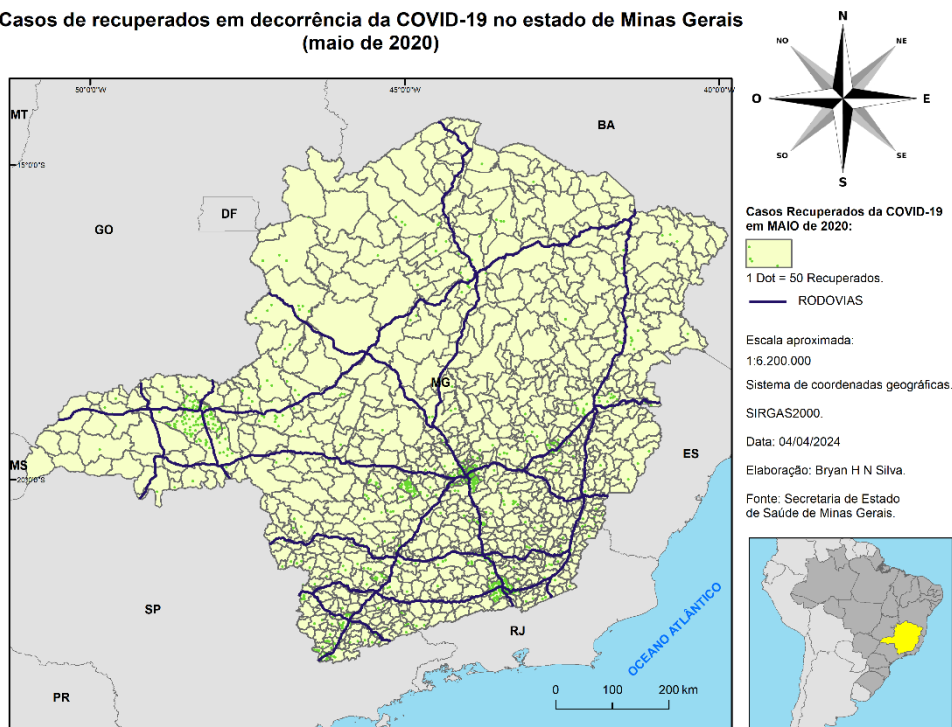 Casos de recuperados em decorrência da COVID-19 no estado de Minas Gerais
(maio de 2020)
N
NO
NE
O
E
SO
SE
S
50°0'0"W
45°0'0"W
40°0'0"W
MT
BA
15°0'0"S
DF
GO
MG
MS
20°0'0"S
ES
SP
RJ
OCEANO ATLÂNTICO
PR
0 100 200 km
Casos Recuperados da COVID-19
em MAIO de 2020:
1 Dot = 50 Recuperados.
RODOVIAS
Escala aproximada:
1:6.200.000
Sistema de coordenadas geográficas.
SIRGAS2000.
Data: 04/04/2024
Elaboração: Bryan H N Silva.
Fonte: Secretaria de Estado
de Saúde de Minas Gerais.